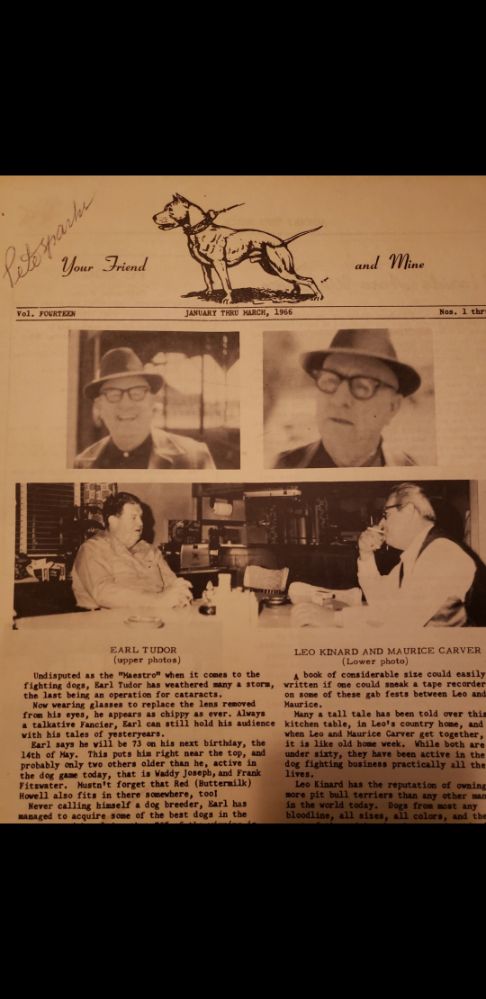 Pete Sparks
Your Friend
and Mine
Vol. FOURTEEN
JANUARY THRU MARCH, 1966
Nos. 1 thr
EARL TUDOR
(upper photos)
Undisputed as the "Maestro" when it comes to the
fighting dogs, Earl Tudor has weathered many a storm,
the last being an operation for cataracts.
Now wearing glasses to replace the lens removed
from his eyes, he appears as chippy as ever. Always
a talkative Fancier, Earl can still hold his audience
with his tales of yesteryears.
Earl says he will be 73 on his next birthday, the
14th of May. This puts him right near the top, and
probably only two others older than he, active in
the dog game today, that is Waddy Joseph, and Frank
Fitzwater. Mustn't forget that Red (Buttermilk)
Howell also fits in there somewhere, too!
Never calling himself a dog breeder, Earl has
managed to acquire some of the best dogs in the
LEO KINARD AND MAURICE CARVER
(Lower photo)
A book of considerable size could easily
written if one could sneak a tape recorder
on some of these gab fests between Leo and
Maurice.
Many a tall tale has been told over this
kitchen table, in Leo's country home, and
when Leo and Maurice Carver get together,
it is like old home week. While both are
under sixty, they have been active in the
dog fighting business practically all the
lives.
Leo Kinard has the reputation of owning
more pit bull terriers than any other man
in the world today. Dogs from most any
bloodline, all sizes, all colors, and the